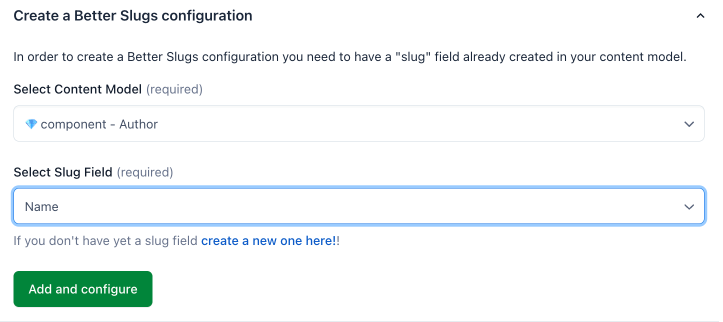 Create a Better Slugs configuration
In order to create a Better Slugs configuration you need to have a "slug" field already created in your content model.
Select Content Model (required)
💎 component - Author
Select Slug Field (required)
Name
If you don't have yet a slug field create a new one here!!
Add and configure